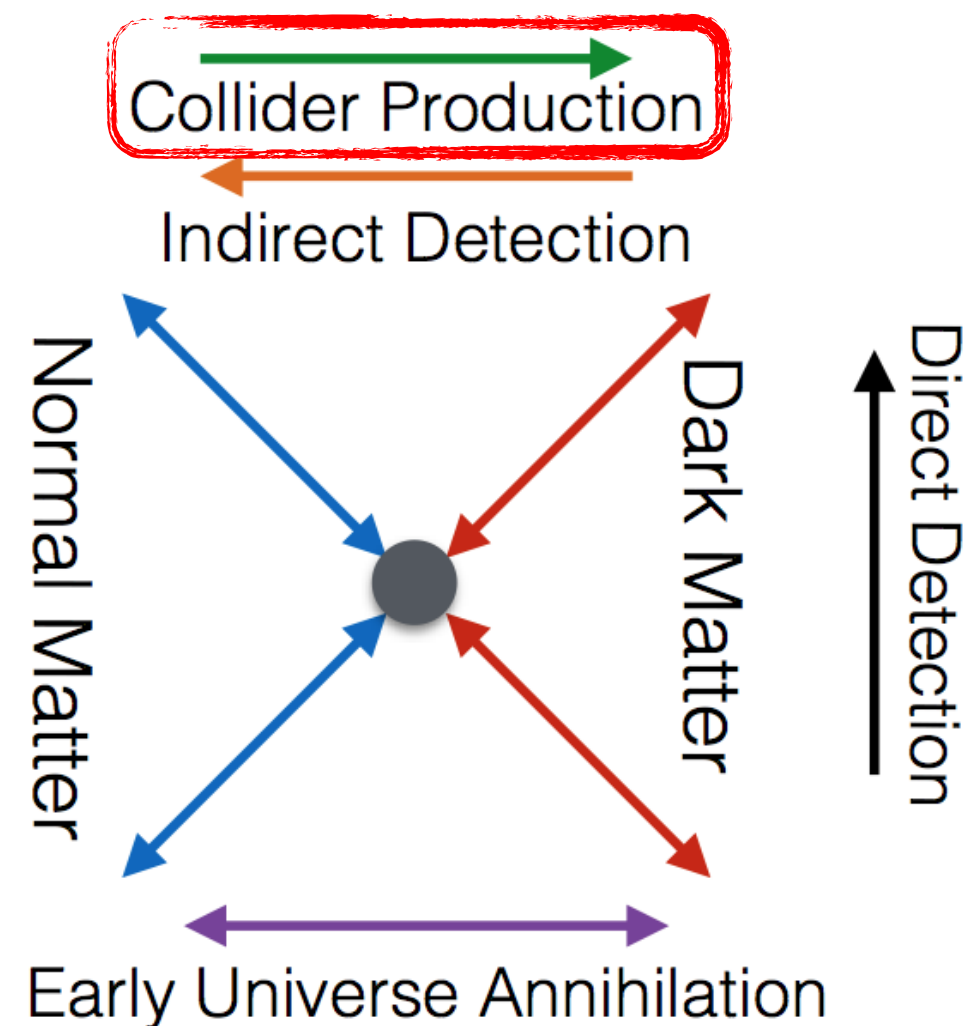 Collider Production
Indirect Detection
Normal Matter
Dark Matter
Direct Detection
Early Universe Annihilation